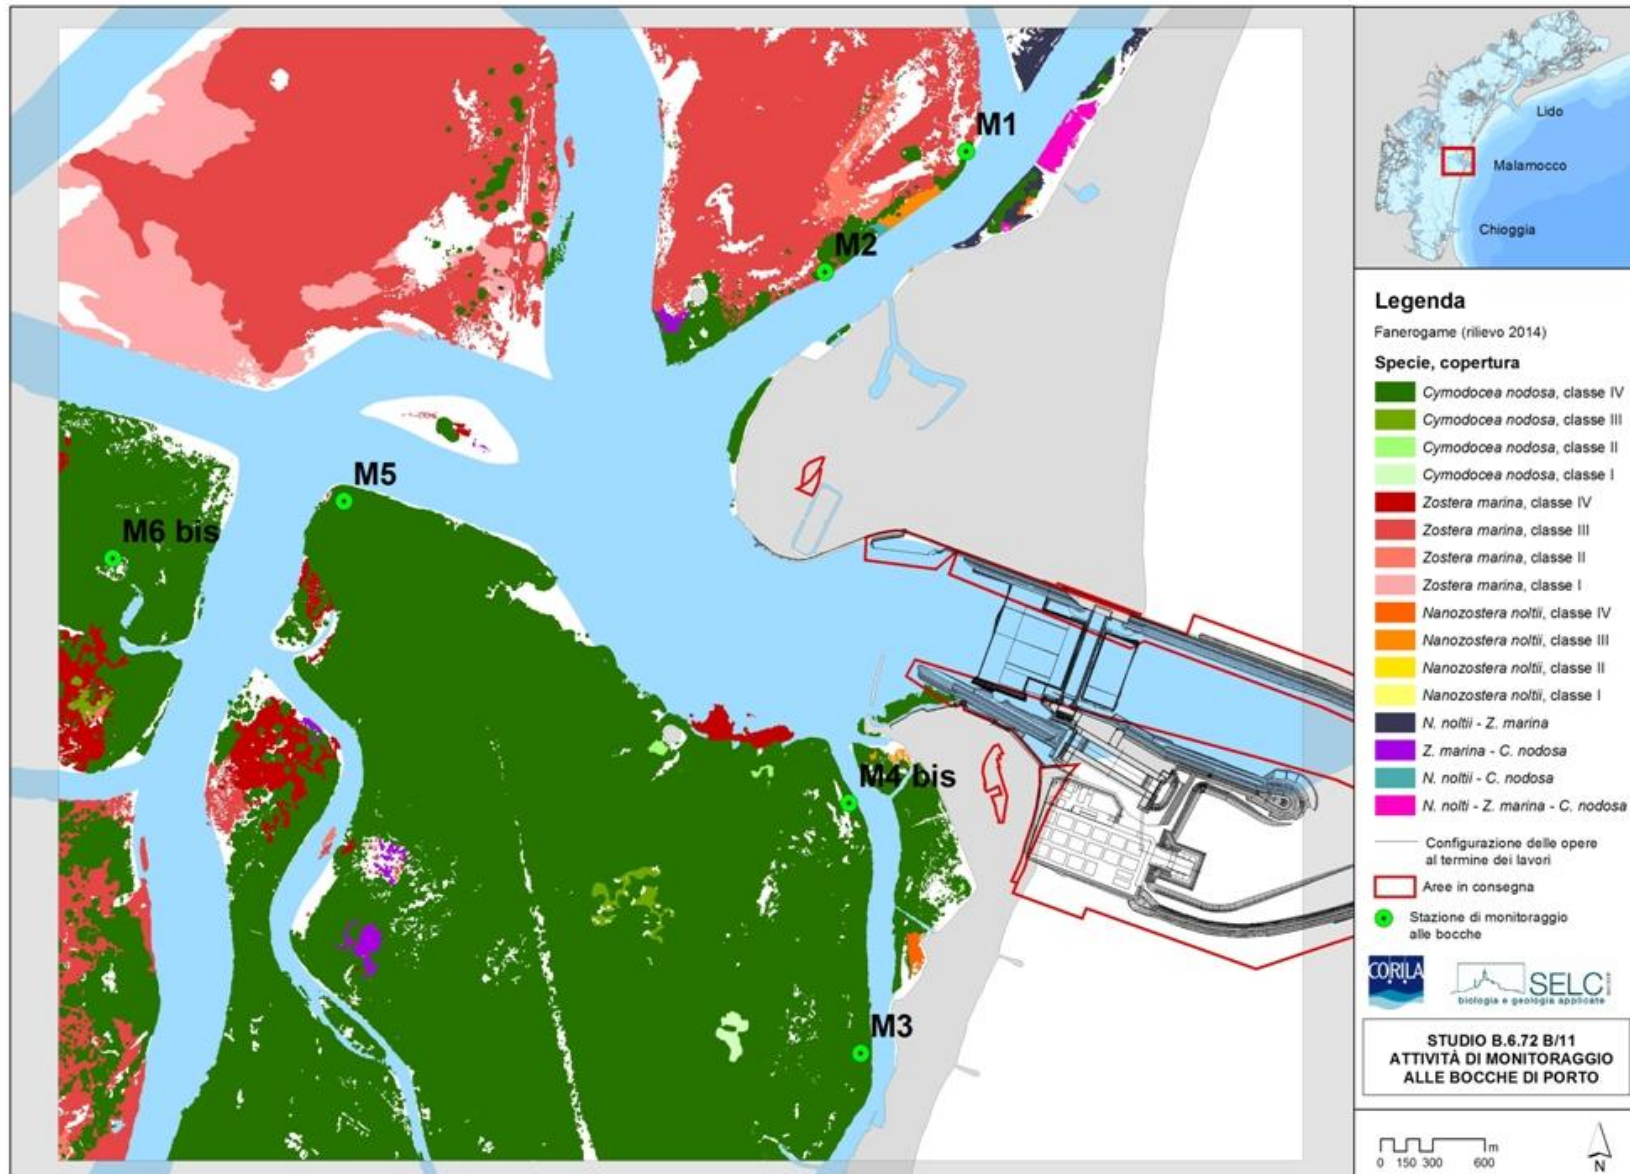 M1
M2
M5
M6 bis
M4 bis
M3
Lido
Malamocco
Chioggia
Legenda
Fanerogame (rilievo 2014)
Specie, copertura
Cymodocea nodosa, classe IV
Cymodocea nodosa, classe III
Cymodocea nodosa, classe II
Cymodocea nodosa, classe I
Zostera marina, classe IV
Zostera marina, classe III
Zostera marina, classe II
Zostera marina, classe I
Nanozostera noltii, classe IV
Nanozostera noltii, classe III
Nanozostera noltii, classe II
Nanozostera noltii, classe I
N. noltii - Z. marina
Z. marina - C. nodosa
N. noltii - C. nodosa
N. nolti - Z. marina - C. nodosa
Configurazione delle opere
al termine dei lavori
Aree in consegna
Stazione di monitoraggio
alle bocche
CORILA
SELC
biologia e geologia applicate
STUDIO B.6.72 B/11
ATTIVITÀ DI MONITORAGGIO
ALLE BOCCHE DI PORTO
m
0 150 300 600
N